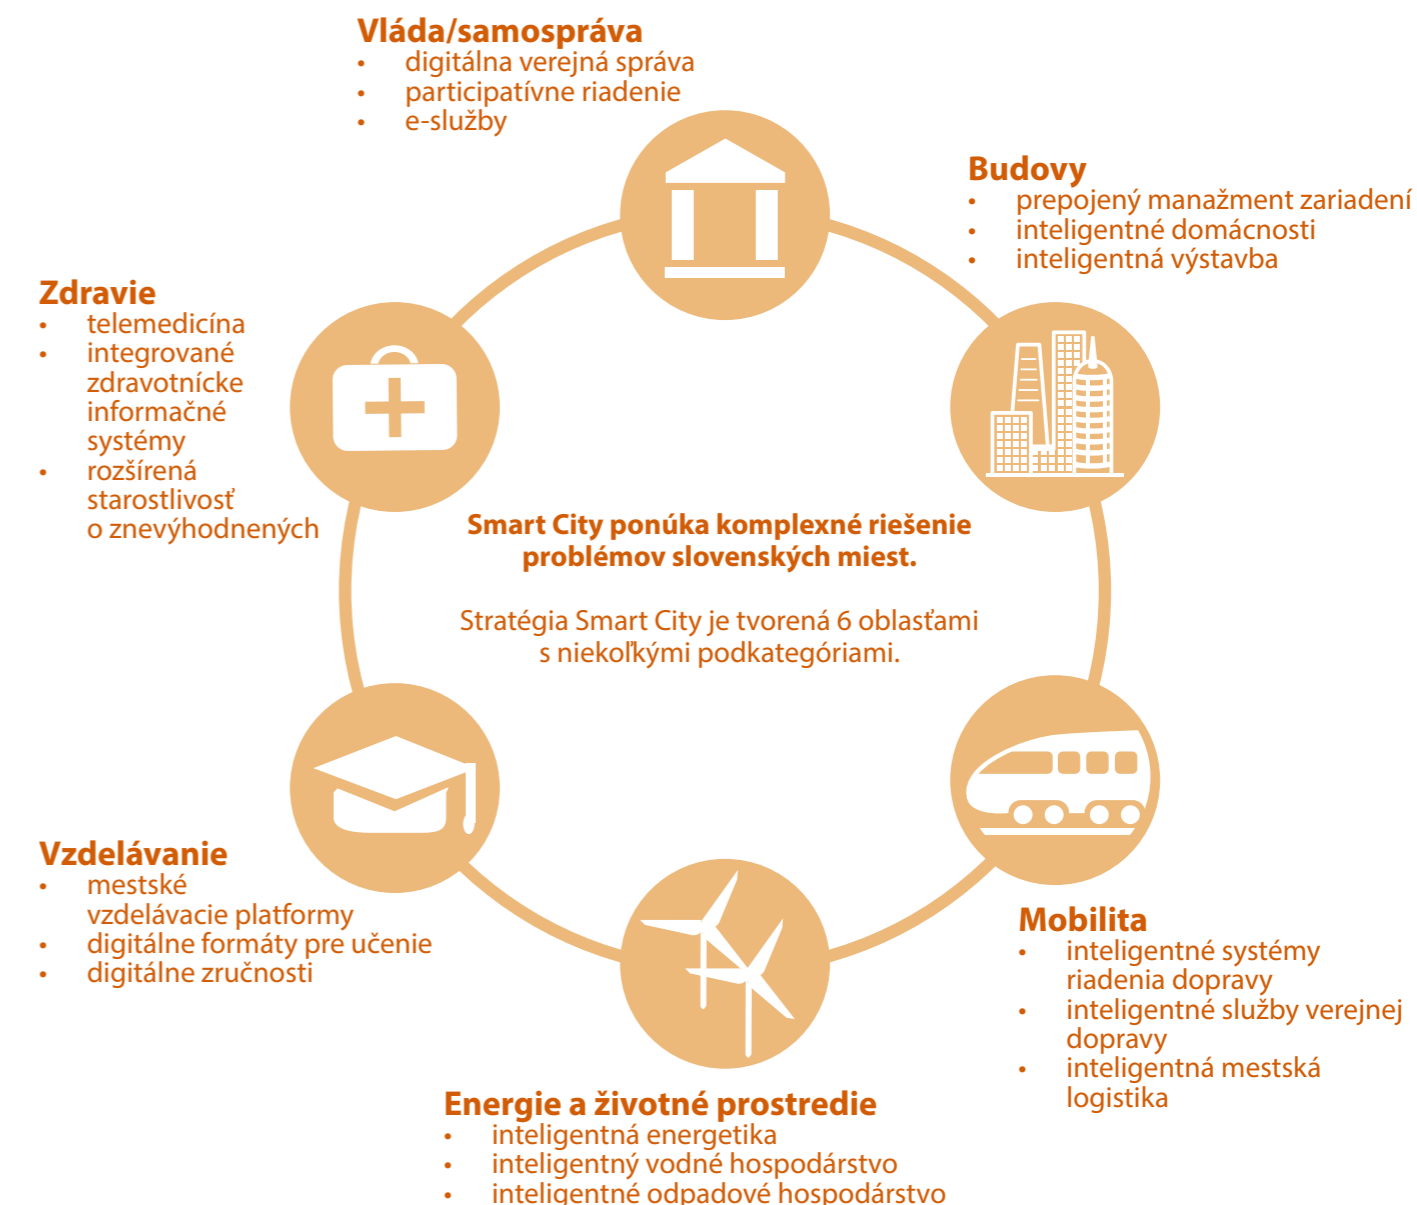 Vláda/samospráva
• digitálna verejná správa
• participatívne riadenie
• e-služby
Budovy
• prepojený manažment zariadení
• inteligentné domácnosti
• inteligentná výstavba
Zdravie
• telemedicína
• integrované
zdravotnícke
informačné
systémy
• rozšírená
starostlivosť
o znevýhodnených
Smart City ponúka komplexné riešenie
problémov slovenských miest.
Stratégia Smart City je tvorená 6 oblasťami
s niekoľkými podkategóriami.
Vzdelávanie
• mestské
vzdelávacie platformy
• digitálne formáty pre učenie
• digitálne zručnosti
Mobilita
• inteligentné systémy
riadenia dopravy
• inteligentné služby verejnej
dopravy
• inteligentná mestská
logistika
Energie a životné prostredie
• inteligentná energetika
• inteligentný vodné hospodárstvo
• inteligentné odpadové hospodárstvo